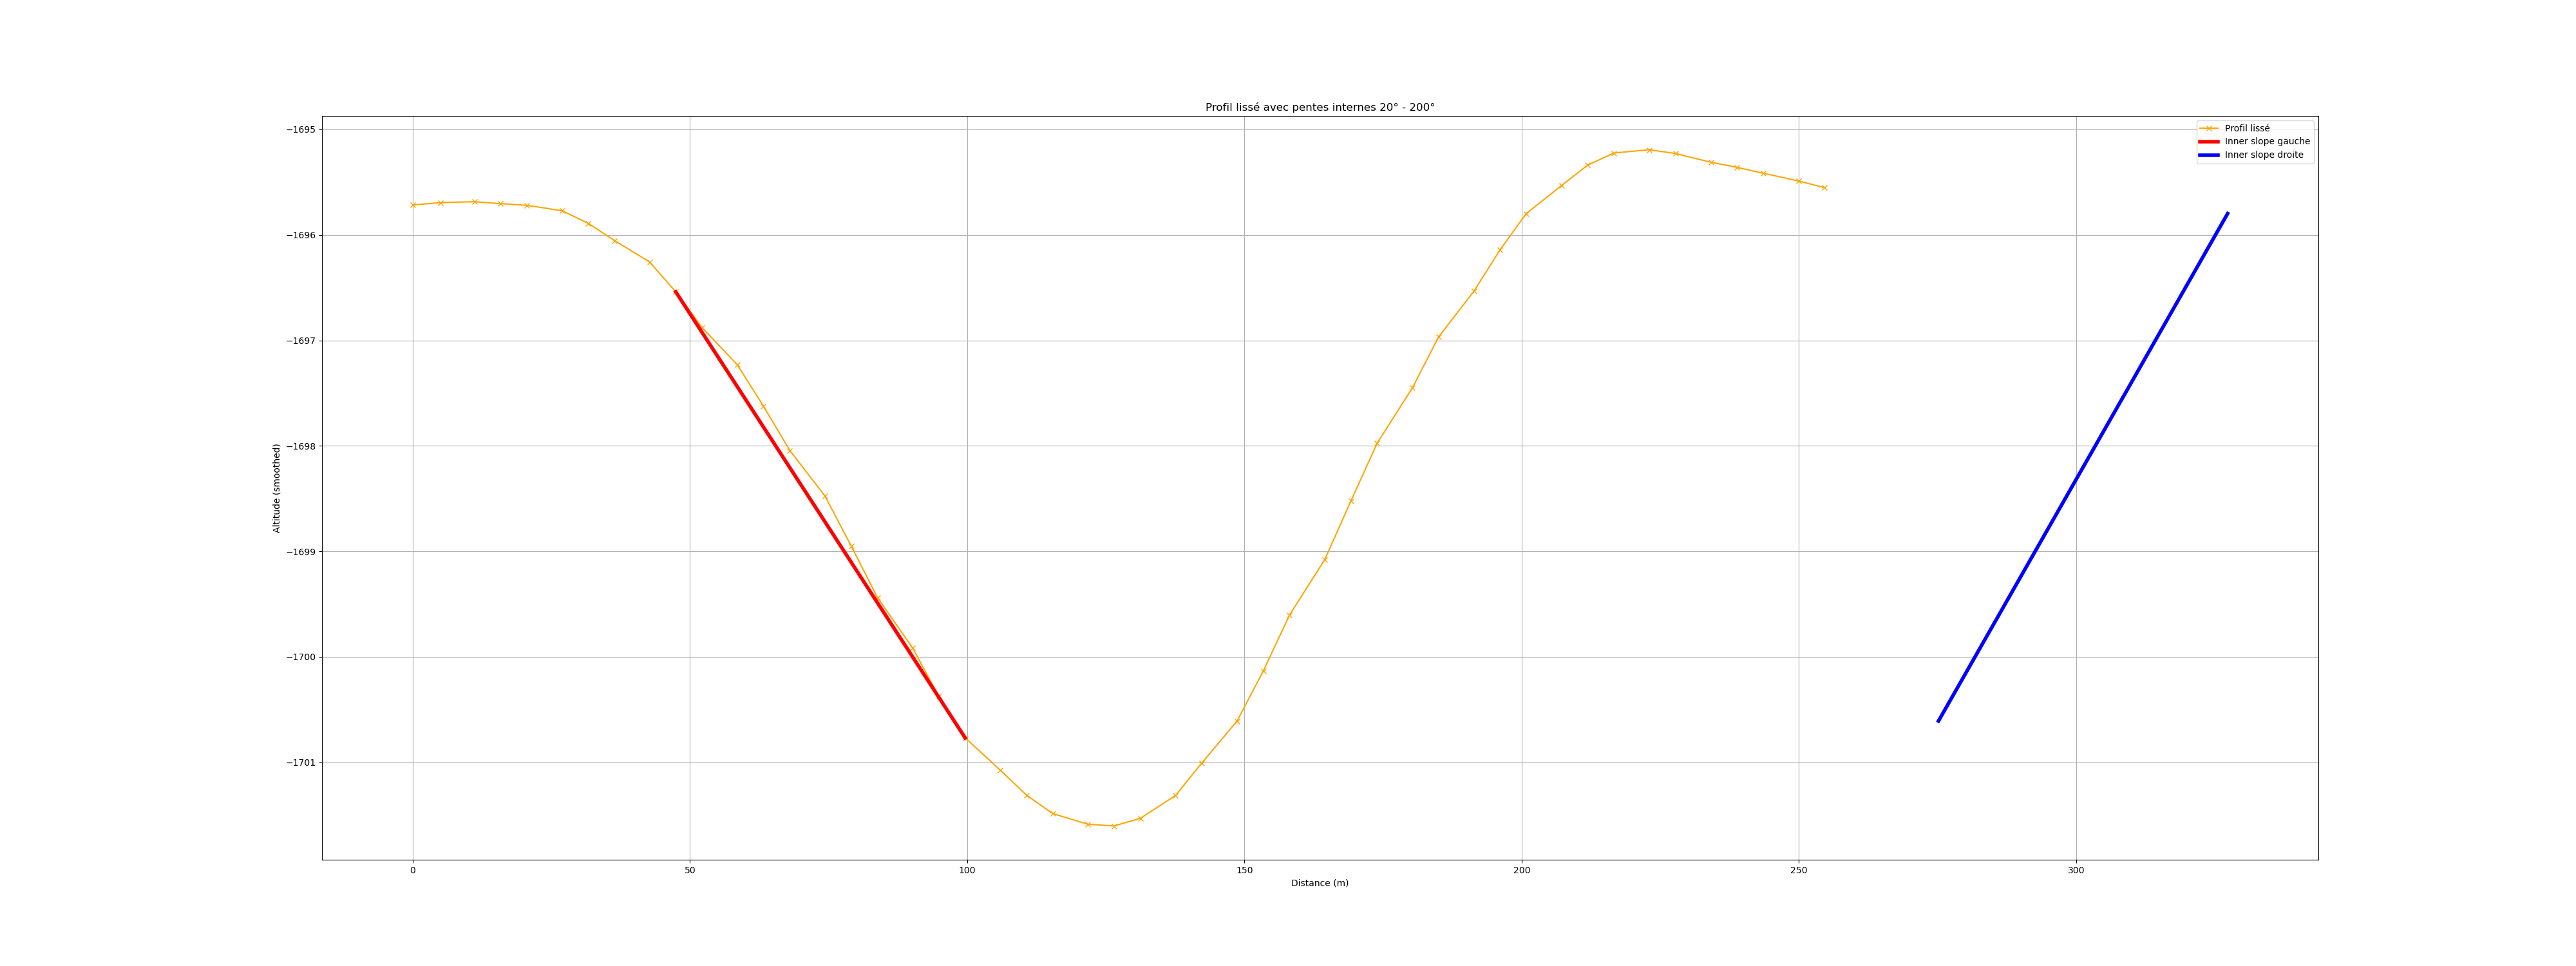 Profil lissé avec pentes internes 20° - 200°
Profil lissé
Inner slope gauche
Inner slope droite
Altitude (smoothed)
−1695
−1696
−1697
−1698
−1699
−1700
−1701
0 50 100 150 200 250 300
Distance (m)